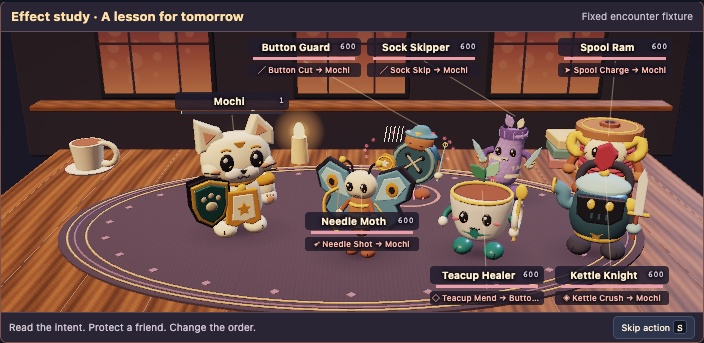 Effect study · A lesson for tomorrow
Fixed encounter fixture
Button Guard 600
Button Cut → Mochi
Sock Skipper 600
Sock Skip → Mochi
Spool Ram 600
Spool Charge → Mochi
Mochi 1
Needle Moth 600
Needle Shot → Mochi
Teacup Healer 600
Teacup Mend → Butto...
Kettle Knight 600
Kettle Crush → Mochi
Read the intent. Protect a friend. Change the order.
Skip action S